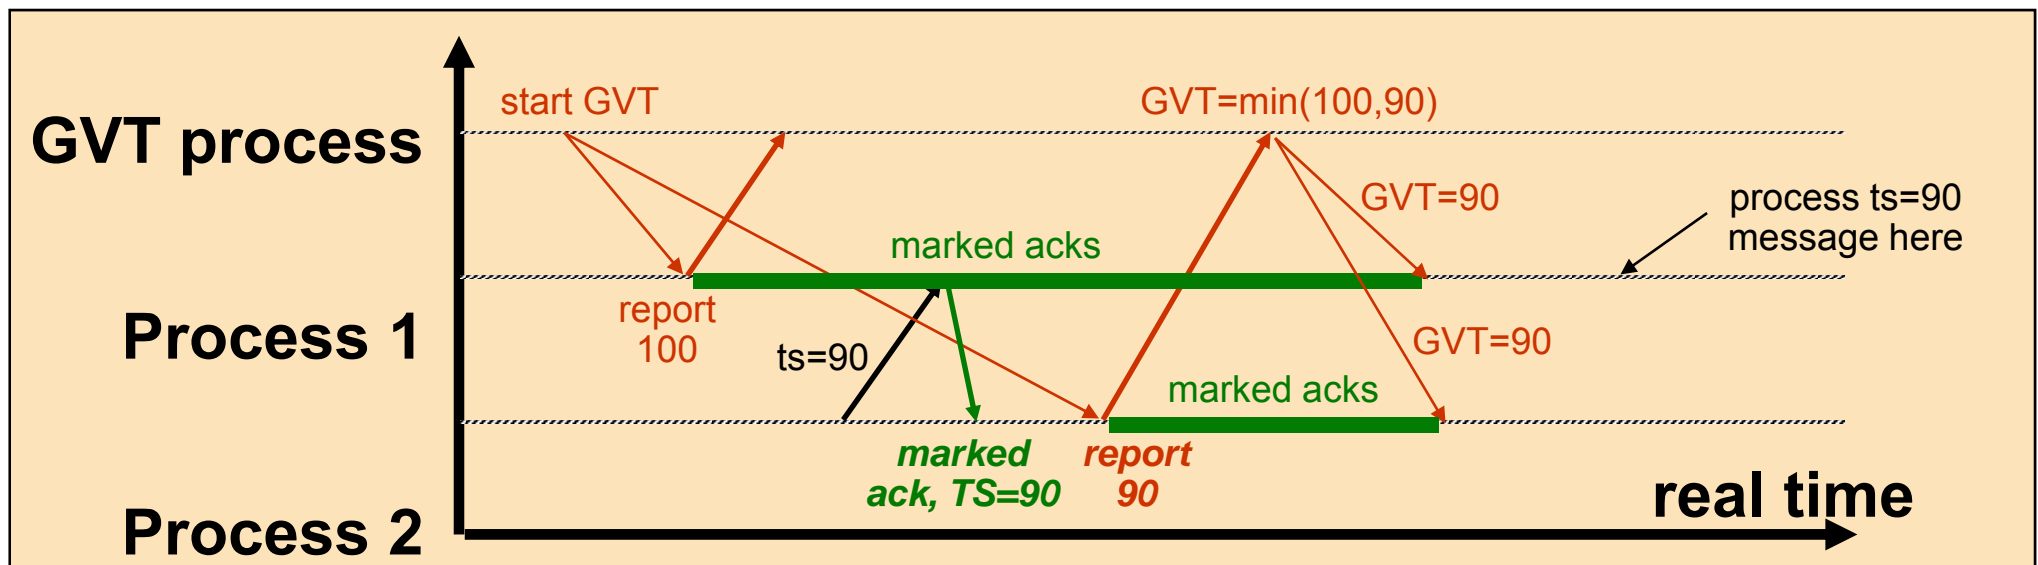 start GVT
GVT=min(100,90)
GVT process
GVT=90
process ts=90
message here
marked acks
report
100
Process 1
ts=90
GVT=90
marked acks
marked
ack, TS=90
report
90
real time
Process 2